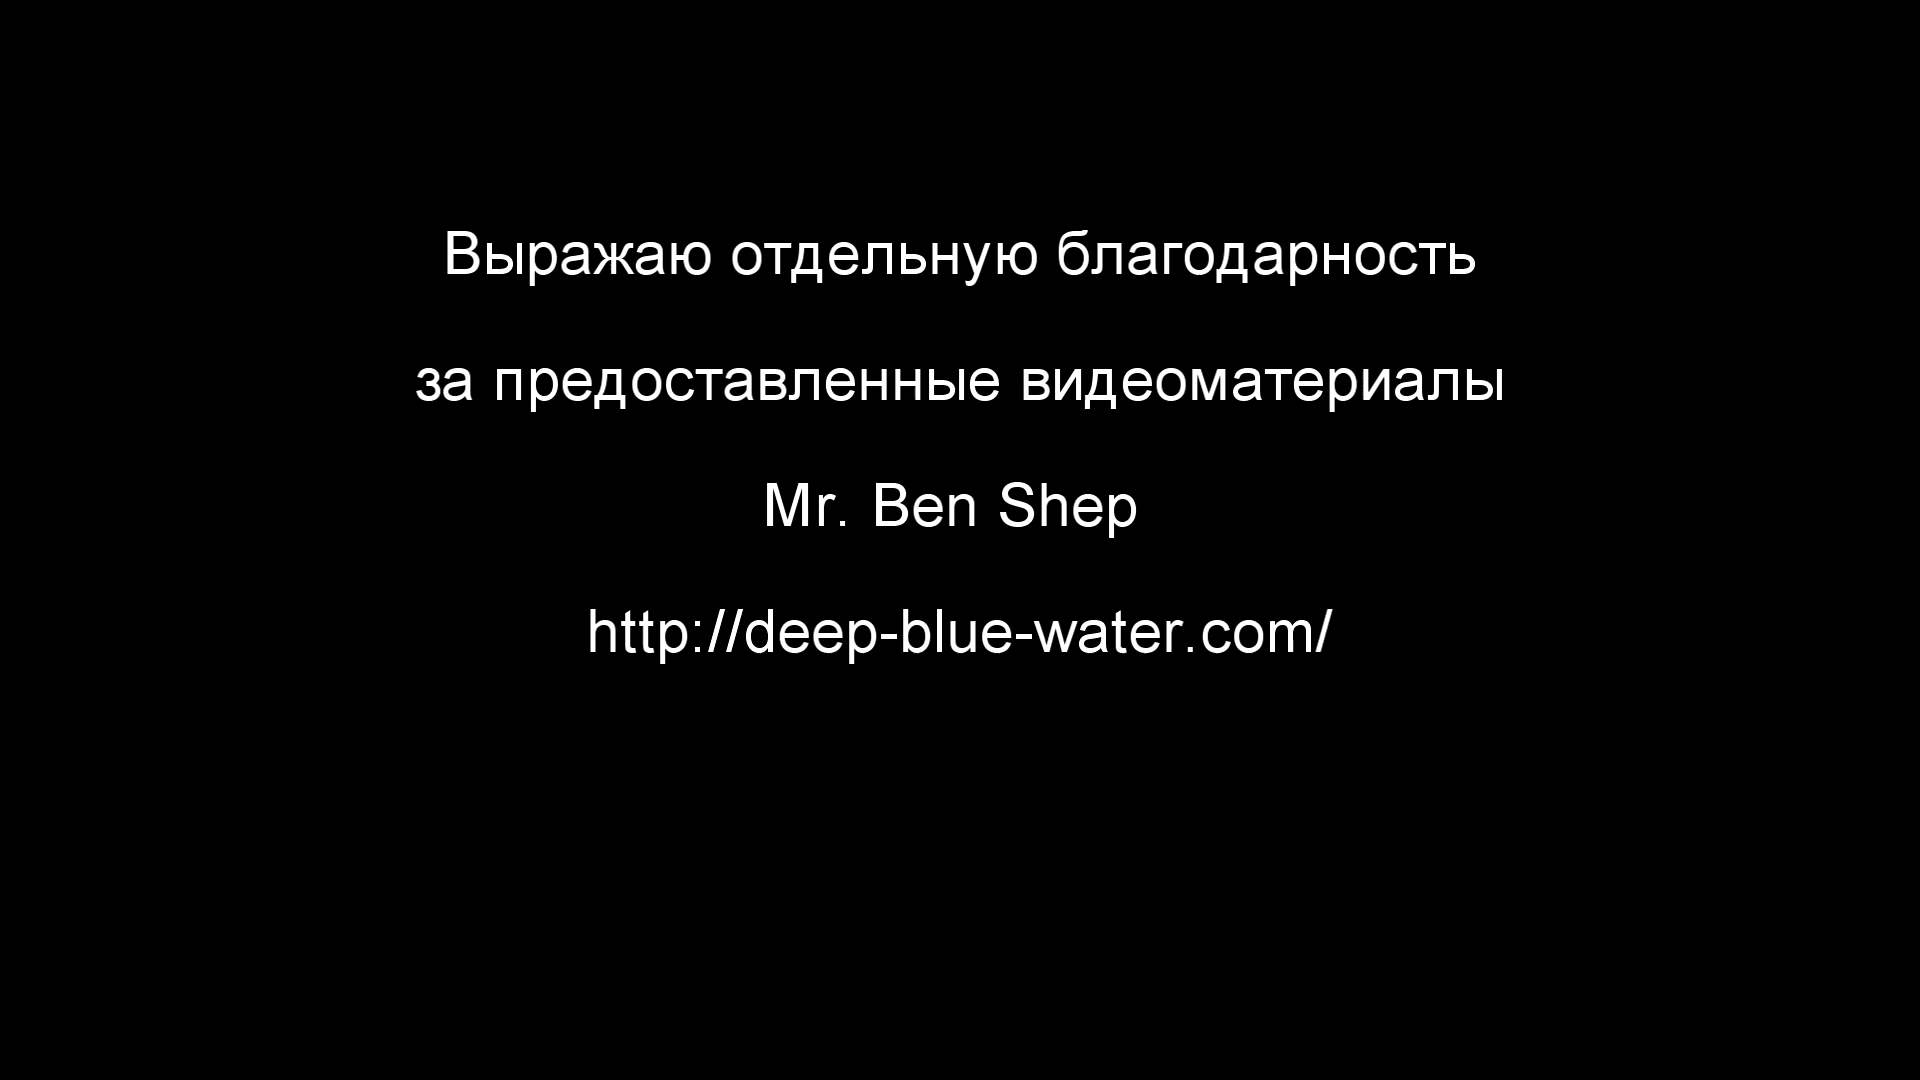 Выражаю отдельную благодарность
за предоставленные видеоматериалы
Mr. Ben Shep
http://deep-blue-water.com/